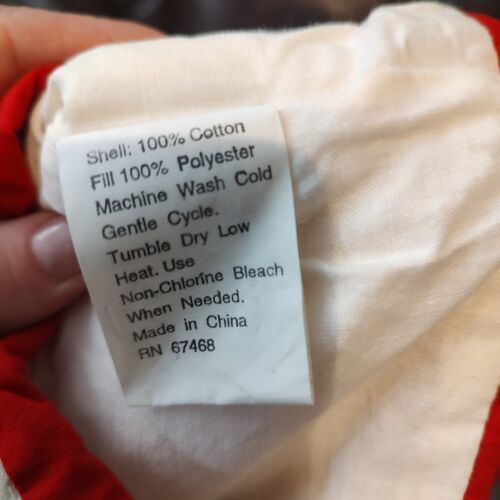 Shell: 100% Cotton
Fill 100% Polyester
Machine Wash Cold
Gentle Cycle.
Tumble Dry Low
Heat. Use
Non-Chlorine Bleach
When Needed.
Made in China
RN 67468